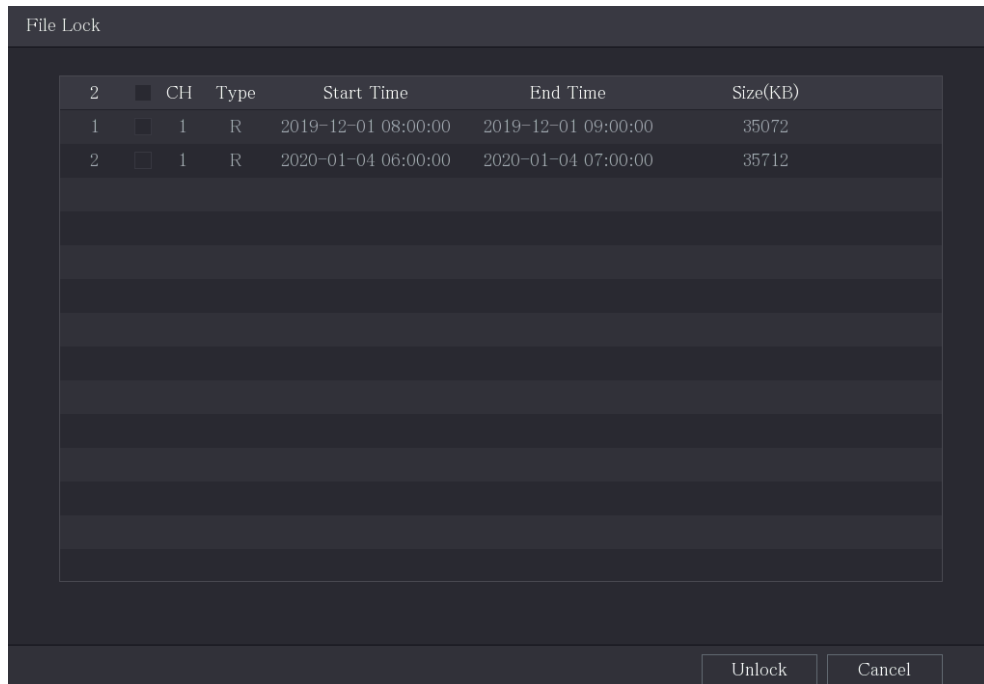 File Lock
2 CH Type Start Time End Time Size(KB)
1 1 R 2019-12-01 08:00:00 2019-12-01 09:00:00 35072
2 1 R 2020-01-04 06:00:00 2020-01-04 07:00:00 35712
Unlock Cancel